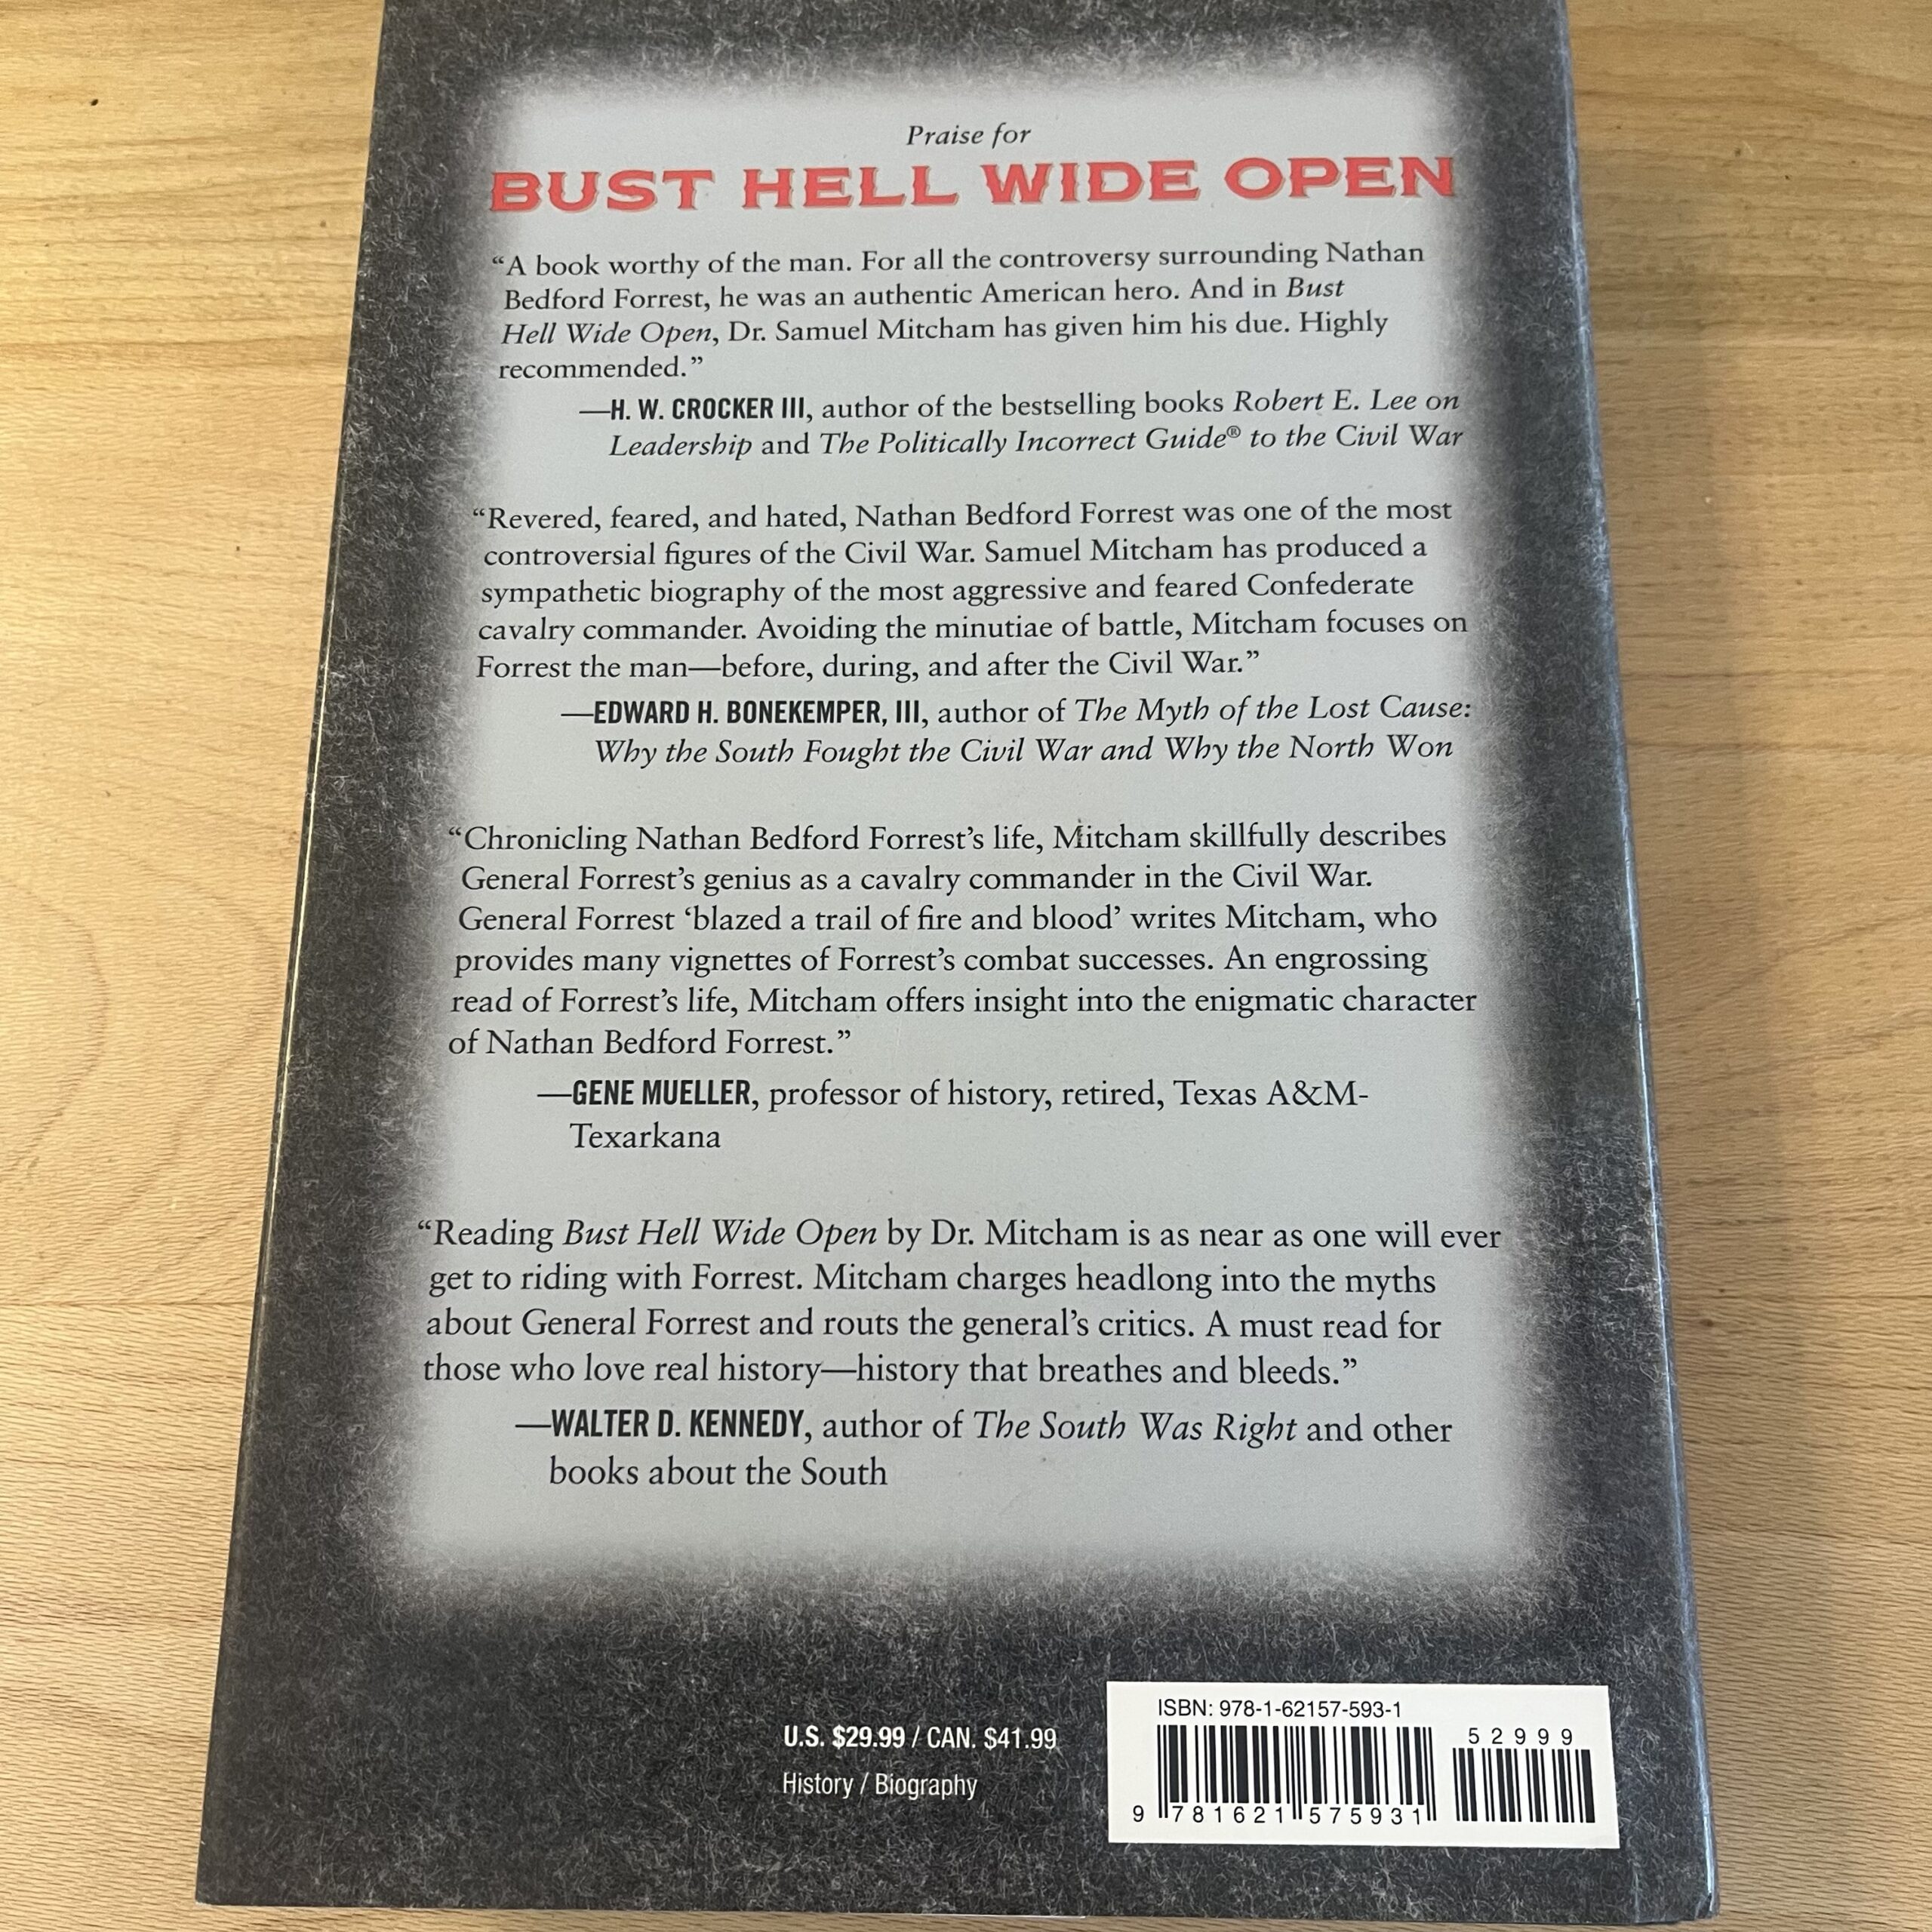 Praise for
BUST HELL WIDE OPEN
“A book worthy of the man. For all the controversy surrounding Nathan
Bedford Forrest, he was an authentic American hero. And in Bust
Hell Wide Open, Dr. Samuel Mitcham has given him his due. Highly
recommended.”
—H. W. CROCKER III, author of the bestselling books Robert E. Lee on
Leadership and The Politically Incorrect Guide® to the Civil War
“Revered, feared, and hated, Nathan Bedford Forrest was one of the most
controversial figures of the Civil War. Samuel Mitcham has produced a
sympathetic biography of the most aggressive and feared Confederate
cavalry commander. Avoiding the minutiae of battle, Mitcham focuses on
Forrest the man—before, during, and after the Civil War.”
—EDWARD H. BONEKEMPER, III, author of The Myth of the Lost Cause:
Why the South Fought the Civil War and Why the North Won
“Chronicling Nathan Bedford Forrest’s life, Mitcham skillfully describes
General Forrest’s genius as a cavalry commander in the Civil War.
General Forrest ‘blazed a trail of fire and blood’ writes Mitcham, who
provides many vignettes of Forrest’s combat successes. An engrossing
read of Forrest’s life, Mitcham offers insight into the enigmatic character
of Nathan Bedford Forrest.”
—GENE MUELLER, professor of history, retired, Texas A&M-
Texarkana
“Reading Bust Hell Wide Open by Dr. Mitcham is as near as one will ever
get to riding with Forrest. Mitcham charges headlong into the myths
about General Forrest and routs the general’s critics. A must read for
those who love real history—history that breathes and bleeds.”
—WALTER D. KENNEDY, author of The South Was Right and other
books about the South
U.S. $29.99 / CAN. $41.99
History / Biography
ISBN: 978-1-62157-593-1
52999
9 781621 575931